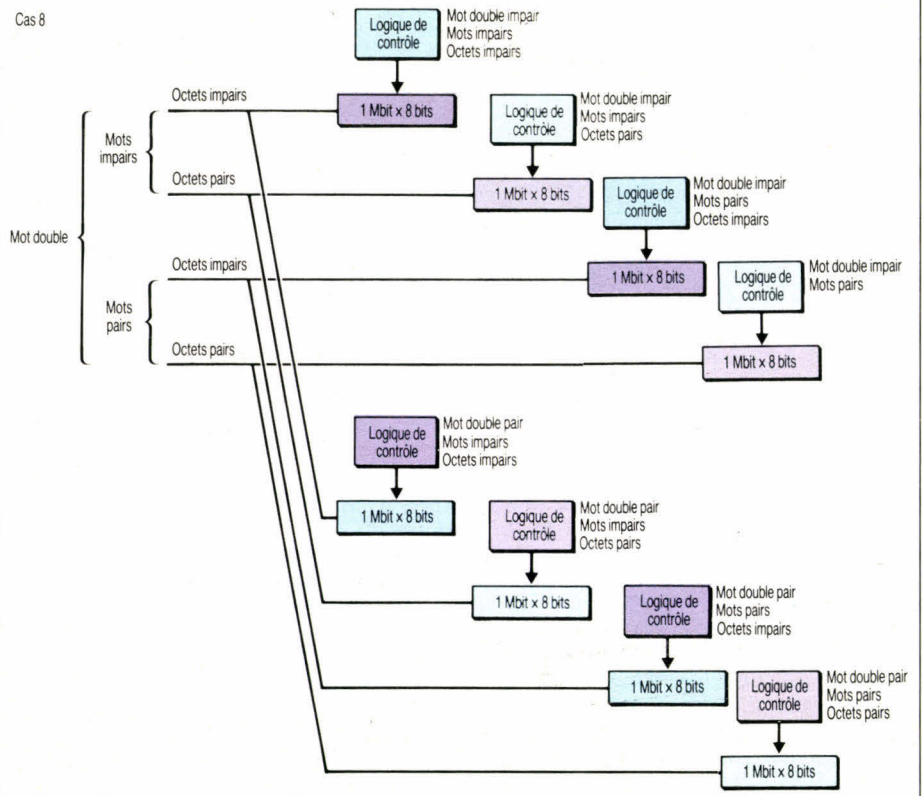 Cas 8
Logique de
contrôle
Mot double impair
Mots impairs
Octets impairs
Octets impairs
1 Mbit x 8 bits
Logique de
contrôle
Mot double impair
Mots impairs
Octets pairs
Mots
impairs
Octets pairs
1 Mbit x 8 bits
Logique de
contrôle
Mot double impair
Mots pairs
Octets impairs
Mot double
Octets impairs
1 Mbit x 8 bits
Logique de
contrôle
Mot double impair
Mots pairs
Mots
pairs
Octets pairs
1 Mbit x 8 bits
Logique de
contrôle
Mot double pair
Mots impairs
Octets impairs
1 Mbit x 8 bits
Logique de
contrôle
Mot double pair
Mots impairs
Octets pairs
1 Mbit x 8 bits
Logique de
contrôle
Mot double pair
Mots pairs
Octets impairs
1 Mbit x 8 bits
Logique de
contrôle
Mot double pair
Mots pairs
Octets pairs
1 Mbit x 8 bits